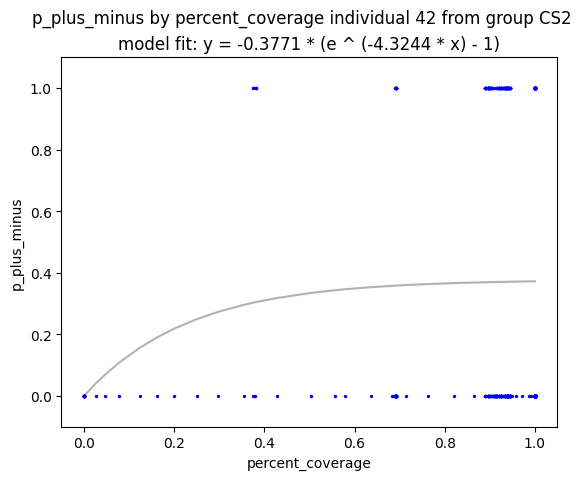 p_plus_minus by percent_coverage individual 42 from group CS2
model fit: y = -0.3771 * (e ^ (-4.3244 * x) - 1)
1.0
0.8
0.6
0.4
0.2
0.0
p_plus_minus
0.0 0.2 0.4 0.6 0.8 1.0
percent_coverage